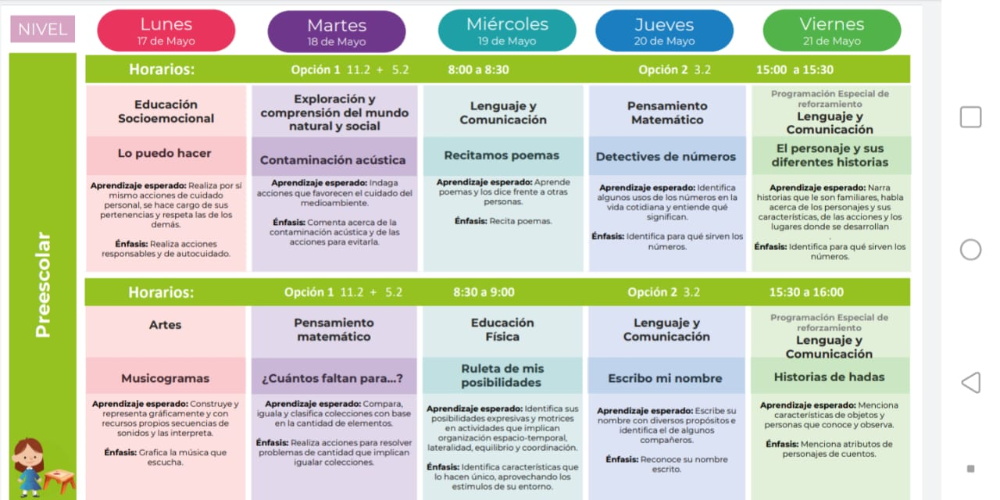 NIVEL
Lunes
17 de Mayo
Martes
18 de Mayo
Miércoles
19 de Mayo
Jueves
20 de Mayo
Viernes
21 de Mayo
Preescolar
Horarios: Opción 1 11.2 + 5.2 8:00 a 8:30 Opción 2 3.2 15:00 a 15:30
Educación
Socioemocional
Lo puedo hacer
Aprendizaje esperado: Realiza por sí
mismo acciones de cuidado
personal, se hace cargo de sus
pertenencias y respeta las de los
demás.
Énfasis: Realiza acciones
responsables y de autocuidado.
Exploración y
comprensión del mundo
natural y social
Contaminación acústica
Aprendizaje esperado: Indaga
acciones que favorecen el cuidado del
medioambiente.
Énfasis: Comenta acerca de la
contaminación acústica y de las
acciones para evitarla.
Lenguaje y
Comunicación
Recitamos poemas
Aprendizaje esperado: Aprende
poemas y los dice frente a otras
personas.
Énfasis: Recita poemas.
Pensamiento
Matemático
Detectives de números
Aprendizaje esperado: Identifica
algunos usos de los números en la
vida cotidiana y entiende qué
significan.
Énfasis: Identifica para qué sirven los
números.
Programación Especial de
reforzamiento
Lenguaje y
Comunicación
El personaje y sus
diferentes historias
Aprendizaje esperado: Narra
historias que le son familiares, habla
acerca de los personajes y sus
características, de las acciones y los
lugares donde se desarrollan
.
Énfasis: Identifica para qué sirven los
números.
Horarios: Opción 1 11.2 + 5.2 8:30 a 9:00 Opción 2 3.2 15:30 a 16:00
Artes
Musicogramas
Aprendizaje esperado: Construye y
representa gráficamente y con
recursos propios secuencias de
sonidos y las interpreta.
Énfasis: Grafica la música que
escucha.
Pensamiento
matemático
¿Cuántos faltan para...?
Aprendizaje esperado: Compara,
iguala y clasifica colecciones con base
en la cantidad de elementos.
Énfasis: Realiza acciones para resolver
problemas de cantidad que implican
igualar colecciones.
Educación
Física
Ruleta de mis
posibilidades
Aprendizaje esperado: Identifica sus
posibilidades expresivas y motrices
en actividades que implican
organización espacio-temporal,
lateralidad, equilibrio y coordinación.
Énfasis: Identifica características que
lo hacen único, aprovechando los
estímulos de su entorno.
Lenguaje y
Comunicación
Escribo mi nombre
Aprendizaje esperado: Escribe su
nombre con diversos propósitos e
identifica el de algunos
compañeros.
Énfasis: Reconoce su nombre
escrito.
Programación Especial de
reforzamiento
Lenguaje y
Comunicación
Historias de hadas
Aprendizaje esperado: Menciona
características de objetos y
personas que conoce y observa.
Énfasis: Menciona atributos de
personajes de cuentos.